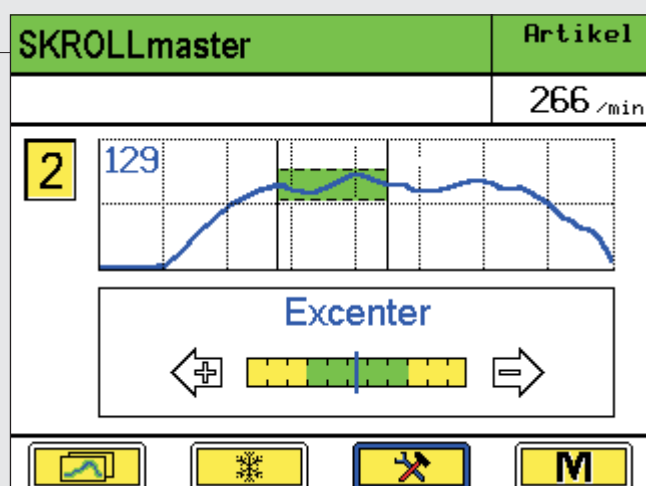 SKROLLmaster
Artikel
266 /min
2
129
Excenter
+
-
M